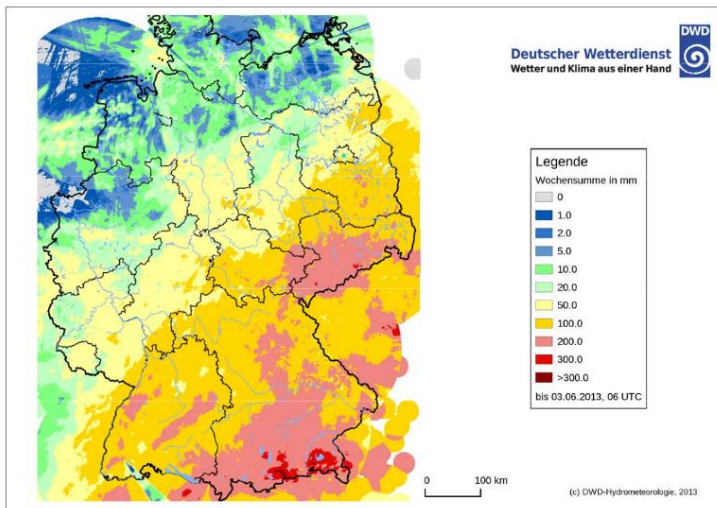 DWD
Deutscher Wetterdienst
Wetter und Klima aus einer Hand
Legende
Wochensumme in mm
0
1.0
2.0
5.0
10.0
20.0
50.0
100.0
200.0
300.0
>300.0
bis 03.06.2013, 06 UTC
0 100 km
(c) DWD-Hydrometeorologie, 2013